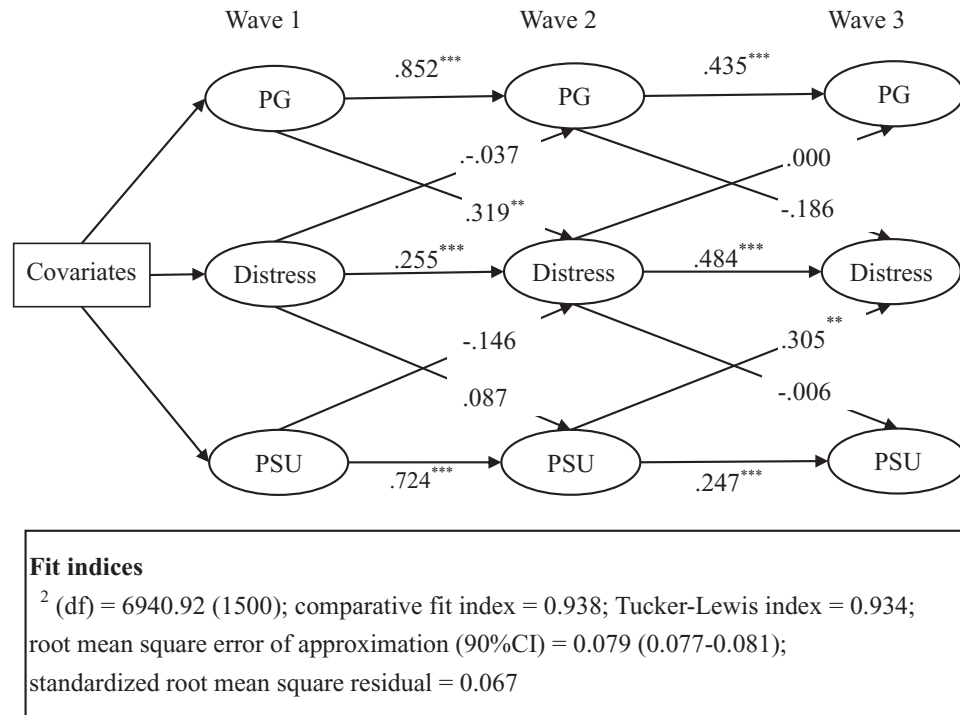 Wave 1 Wave 2 Wave 3
.852*** .435***
PG PG PG
.-.037 .000
.319** -.186
Covariates Distress .255*** Distress .484*** Distress
-.146 .305**
.087 -.006
PSU PSU PSU
.724*** .247***
Fit indices
2 (df) = 6940.92 (1500); comparative fit index = 0.938; Tucker-Lewis index = 0.934;
root mean square error of approximation (90%CI) = 0.079 (0.077-0.081);
standardized root mean square residual = 0.067